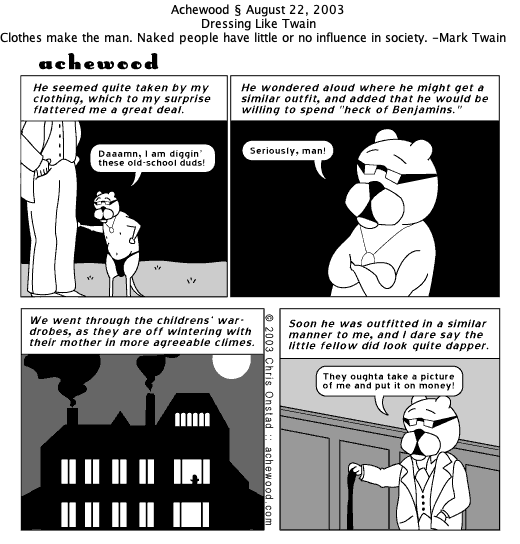 Achewood § August 22, 2003
Dressing Like Twain
Clothes make the man. Naked people have little or no influence in society. –Mark Twain
achewood
He seemed quite taken by my
clothing, which to my surprise
flattered me a great deal.
Daaamn, I am diggin'
these old-school duds!
He wondered aloud where he might get a
similar outfit, and added that he would be
willing to spend "heck of Benjamins."
Seriously, man!
We went through the childrens' war-
drobes, as they are off wintering with
their mother in more agreeable climes.
© 2003 Chris Onstad :: achewood.com
Soon he was outfitted in a similar
manner to me, and I dare say the
little fellow did look quite dapper.
They oughta take a picture
of me and put it on money!